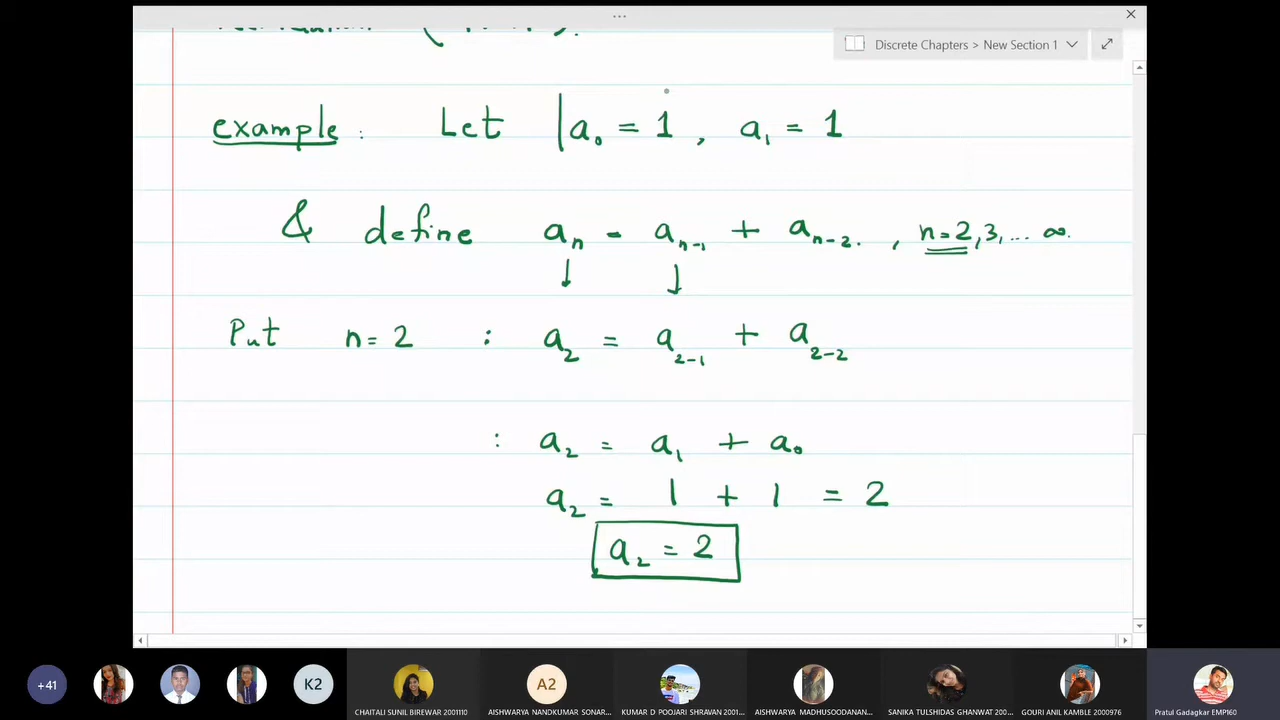 Discrete Chapters > New Section 1
example : Let a₀ = 1 , a₁ = 1
& define aₙ = aₙ₋₁ + aₙ₋₂. , n=2,3,... ∞.
Put n=2 : a₂ = a₂₋₁ + a₂₋₂
: a₂ = a₁ + a₀
a₂ = 1 + 1 = 2
a₂ = 2
+41 K2 A2
CHAITALI SUNIL BIREWAR 2001110 AISHWARYA NANDKUMAR SONAR... KUMAR D POOJARI SHRAVAN 2001... AISHWARYA MADHUSOODANAN... SANIKA TULSHIDAS GHANWAT 200... GOURI ANIL KAMBLE 2000976 Pratul Gadagkar EMP160